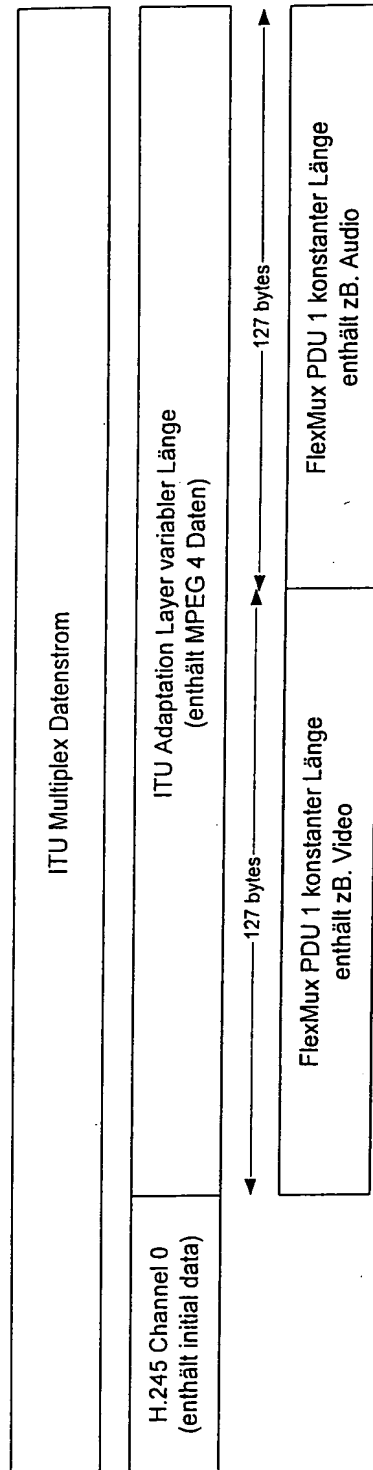 ITU Multiplex Datenstrom
H.245 Channel 0
(enthält initial data)
ITU Adaptation Layer variabler Länge
(enthält MPEG 4 Daten)
127 bytes
127 bytes
FlexMux PDU 1 konstanter Länge
enthält zB. Video
FlexMux PDU 1 konstanter Länge
enthält zB. Audio